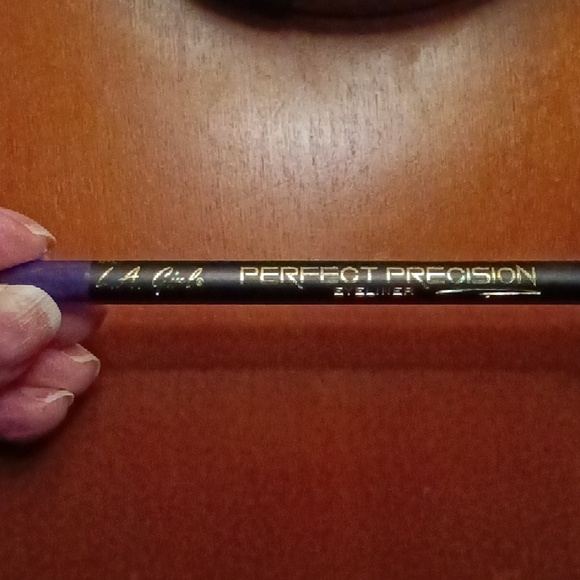 L.A. Girl® PERFECT PRECISION
EYELINER